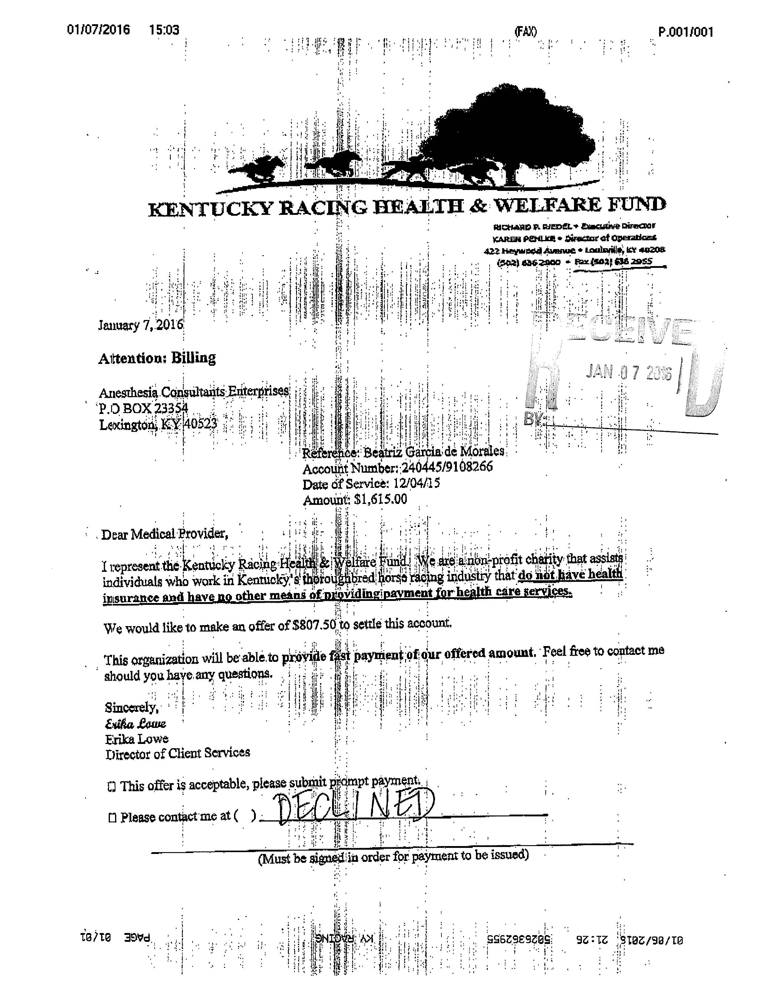 01/07/2016 15:03 (FAX) P.001/001
KENTUCKY RACING HEALTH & WELFARE FUND
RICHARD P. RIEDEL • Executive Director
KAREN PEHLKE • Director of Operations
422 Heywood Avenue • Louisville, KY 40208
(502) 636 2900 • Fax (502) 636 2955
January 7, 2016
RECEIVED
JAN 07 2016
BY:
Attention: Billing
Anesthesia Consultants Enterprises
P.O BOX 23354
Lexington, KY 40523
Reference: Beatriz Garcia de Morales
Account Number: 240445/9108266
Date of Service: 12/04/15
Amount: $1,615.00
Dear Medical Provider,
I represent the Kentucky Racing Health & Welfare Fund. We are a non-profit charity that assists
individuals who work in Kentucky's thoroughbred horse racing industry that do not have health
insurance and have no other means of providing payment for health care services.
We would like to make an offer of $807.50 to settle this account.
This organization will be able to provide fast payment of our offered amount. Feel free to contact me
should you have any questions.
Sincerely,
Erika Lowe
Erika Lowe
Director of Client Services
☐ This offer is acceptable, please submit prompt payment.
☐ Please contact me at ( ) DECLINED
(Must be signed in order for payment to be issued)
01/06/2016 21:26 5026362955 KY RACING PAGE 01/01